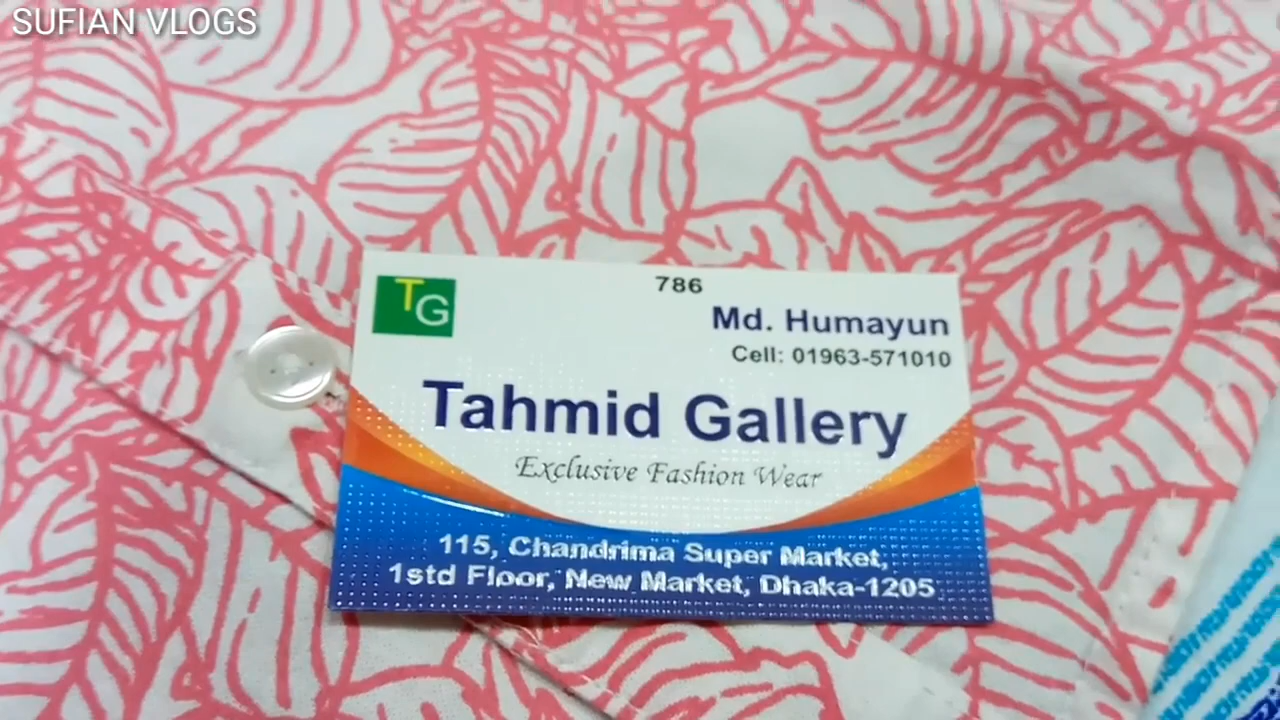 SUFIAN VLOGS
TG
786
Md. Humayun
Cell: 01963-571010
Tahmid Gallery
Exclusive Fashion Wear
115, Chandrima Super Market,
1std Floor, New Market, Dhaka-1205